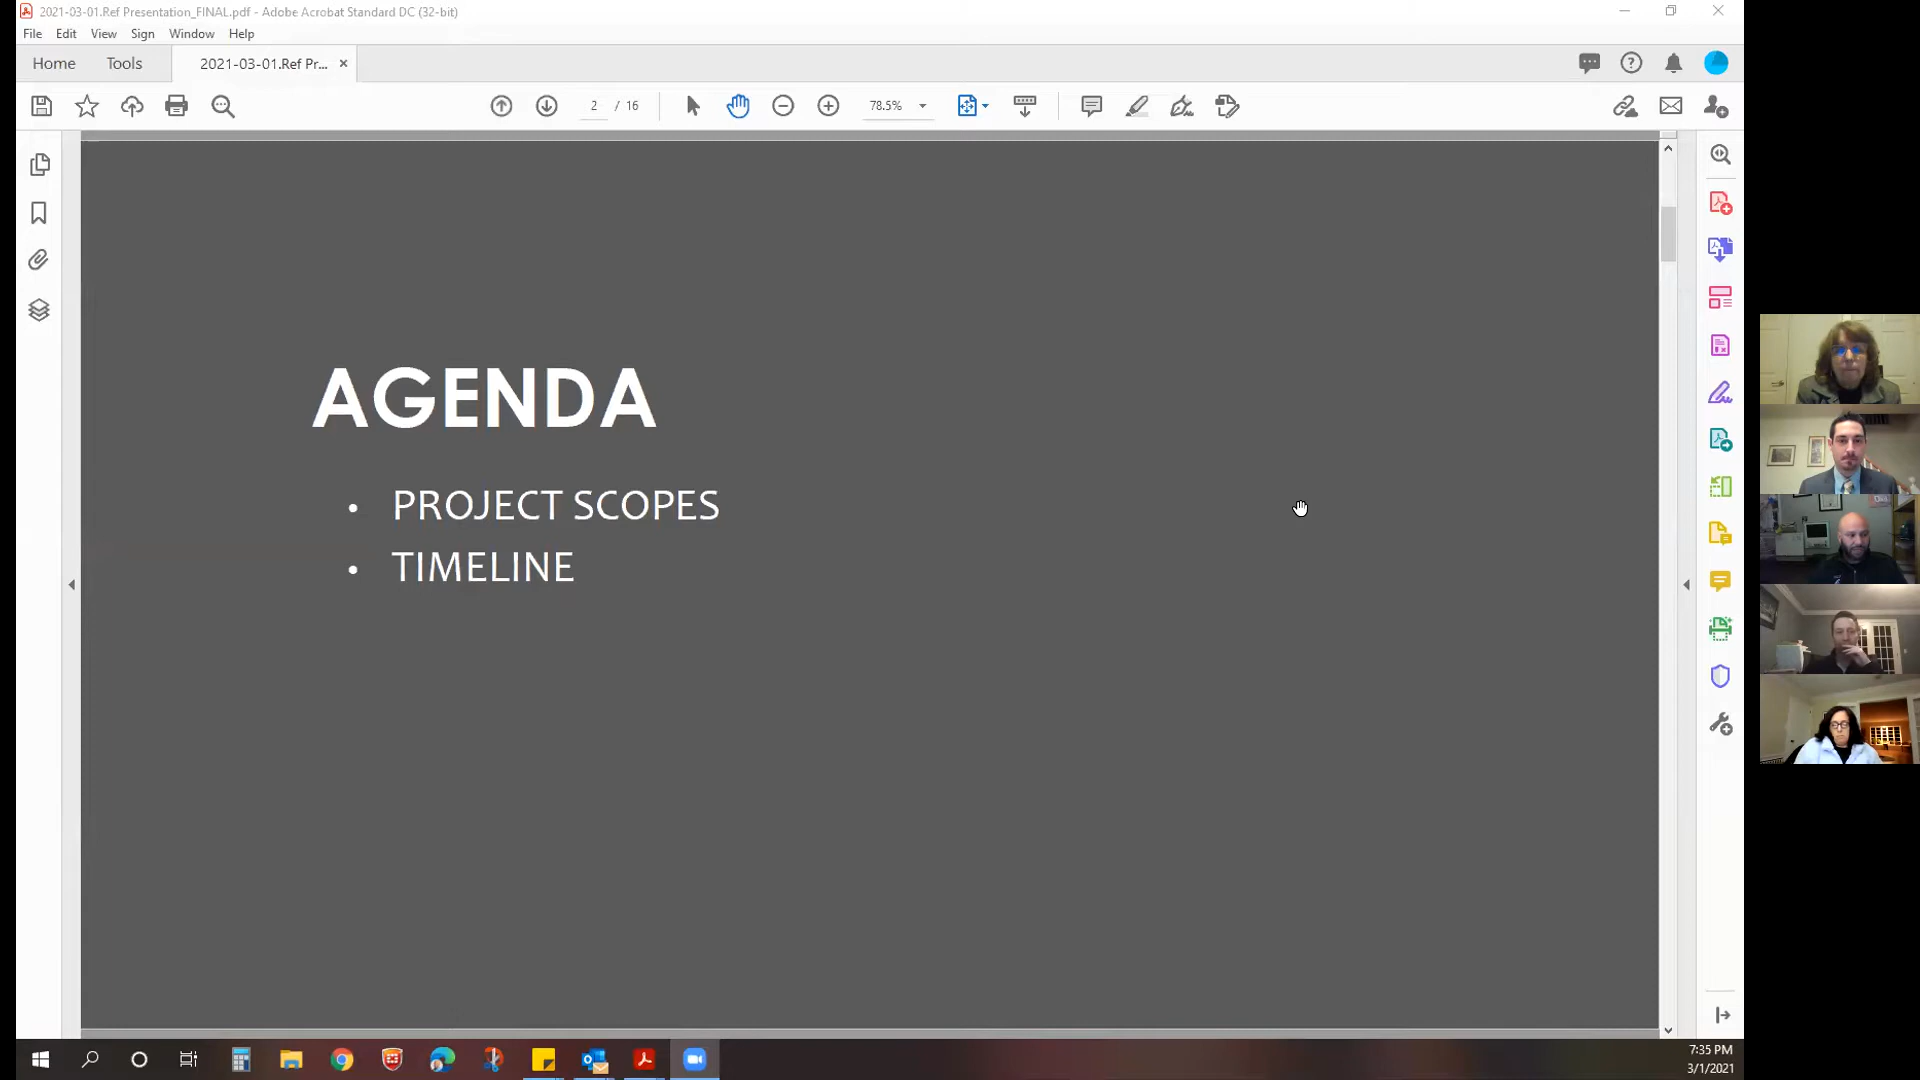 2021-03-01.Ref Presentation_FINAL.pdf - Adobe Acrobat Standard DC (32-bit)
File Edit View Sign Window Help
Home Tools 2021-03-01.Ref Pr... ×
2 / 16 78.5%
AGENDA
• PROJECT SCOPES
• TIMELINE
7:35 PM
3/1/2021